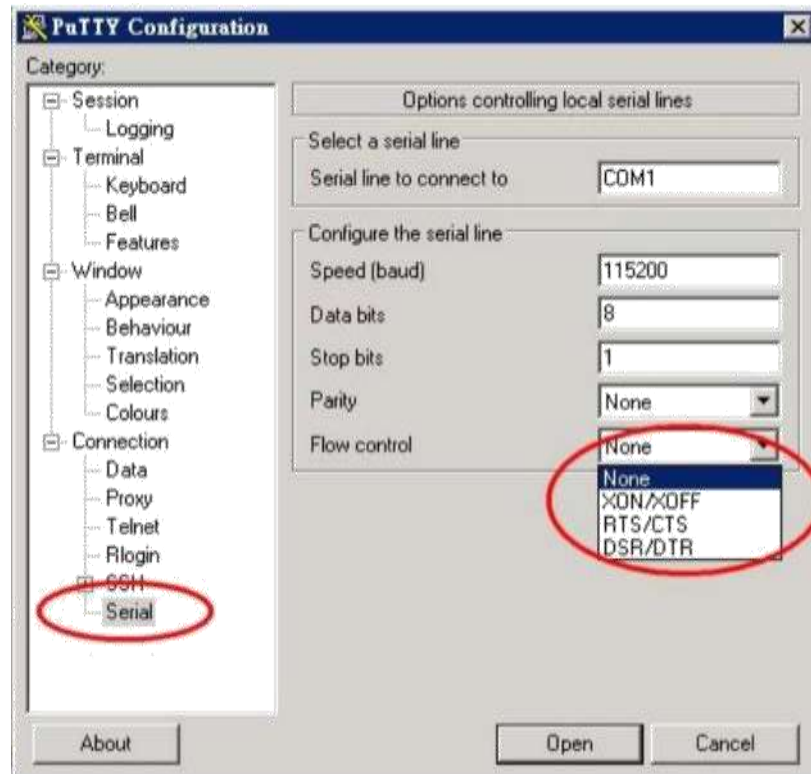 PuTTY Configuration
Category:
Session
Logging
Terminal
Keyboard
Bell
Features
Window
Appearance
Behaviour
Translation
Selection
Colours
Connection
Data
Proxy
Telnet
Rlogin
SSH
Serial
Options controlling local serial lines
Select a serial line
Serial line to connect to COM1
Configure the serial line
Speed (baud) 115200
Data bits 8
Stop bits 1
Parity None
Flow control None
None
XON/XOFF
RTS/CTS
DSR/DTR
About Open Cancel